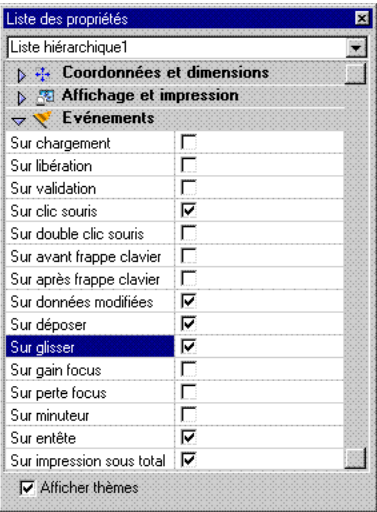 Liste des propriétés
Liste hiérarchique1
Coordonnées et dimensions
Affichage et impression
Evénements
Sur chargement
Sur libération
Sur validation
Sur clic souris
Sur double clic souris
Sur avant frappe clavier
Sur après frappe clavier
Sur données modifiées
Sur déposer
Sur glisser
Sur gain focus
Sur perte focus
Sur minuteur
Sur entête
Sur impression sous total
Afficher thèmes